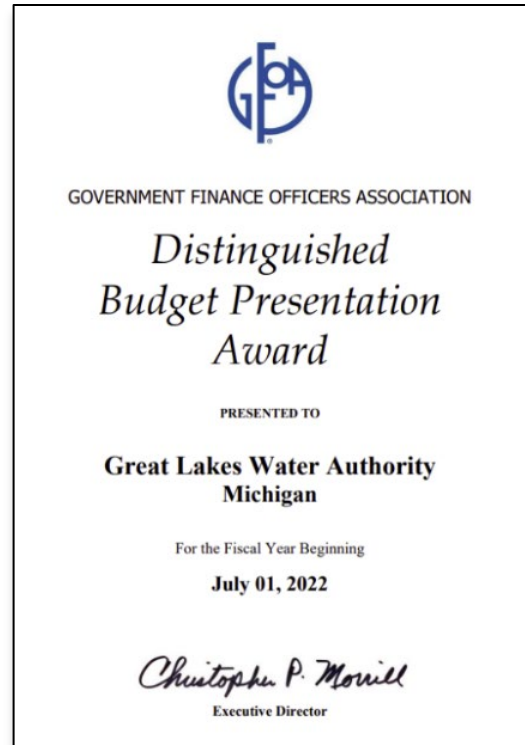 GFOA
GOVERNMENT FINANCE OFFICERS ASSOCIATION
Distinguished
Budget Presentation
Award
PRESENTED TO
Great Lakes Water Authority
Michigan
For the Fiscal Year Beginning
July 01, 2022
Christopher P. Morrill
Executive Director